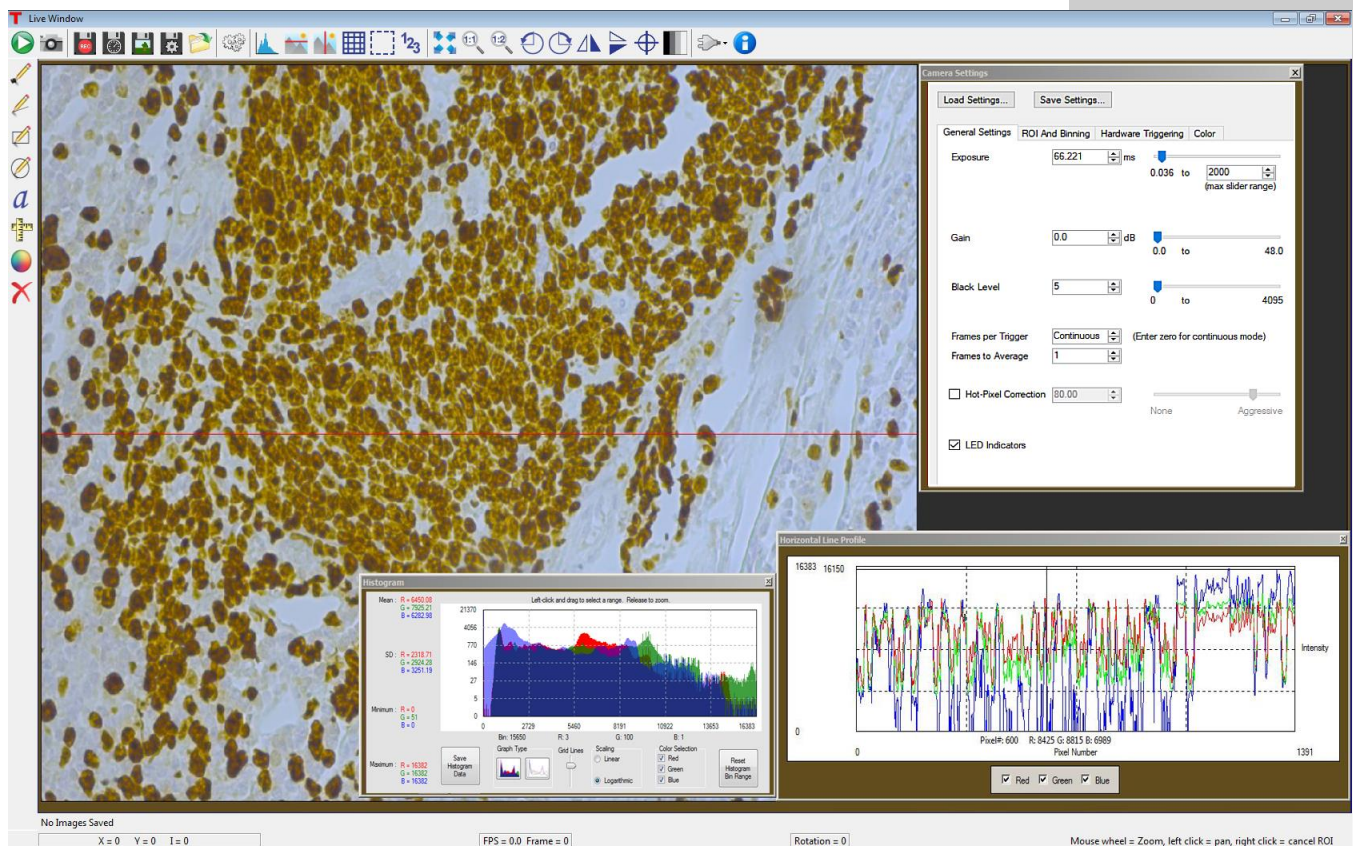 T Live Window
1:1 1:2
123
a
Camera Settings
Load Settings... Save Settings...
General Settings ROI And Binning Hardware Triggering Color
Exposure 66.221 ms
0.036 to 2000
(max slider range)
Gain 0.0 dB
0.0 to 48.0
Black Level 5
0 to 4095
Frames per Trigger Continuous (Enter zero for continuous mode)
Frames to Average 1
Hot-Pixel Correction 80.00
None Aggressive
LED Indicators
Histogram
Left-click and drag to select a range. Release to zoom.
Mean : R = 6450.08
G = 7925.21
B = 6282.98
SD : R = 2318.71
G = 2924.28
B = 3251.19
Minimum : R = 0
G = 51
B = 0
Maximum : R = 16382
G = 16382
B = 16382
21370
4056
770
146
27
5
0
0 2729 5460 8191 10922 13653 16383
Bin: 15650 R: 3 G: 100 B: 1
Save Histogram Data
Graph Type
Grid Lines
Scaling
Linear
Logarithmic
Color Selection
Red
Green
Blue
Reset Histogram Bin Range
Horizontal Line Profile
16383 16150
Intensity
0
Pixel#: 600 R: 8425 G: 8815 B: 6989
0 Pixel Number 1391
Red Green Blue
No Images Saved
X = 0 Y = 0 I = 0
FPS = 0.0 Frame = 0
Rotation = 0
Mouse wheel = Zoom, left click = pan, right click = cancel ROI